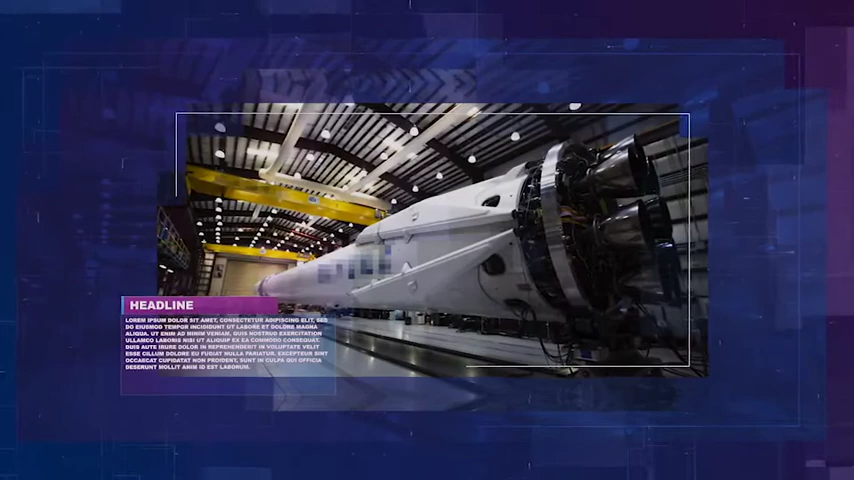 HEADLINE
LOREM IPSUM DOLOR SIT AMET, CONSECTETUR ADIPISCING ELIT, SED
DO EIUSMOD TEMPOR INCIDIDUNT UT LABORE ET DOLORE MAGNA
ALIQUA. UT ENIM AD MINIM VENIAM, QUIS NOSTRUD EXERCITATION
ULLAMCO LABORIS NISI UT ALIQUIP EX EA COMMODO CONSEQUAT.
DUIS AUTE IRURE DOLOR IN REPREHENDERIT IN VOLUPTATE VELIT
ESSE CILLUM DOLORE EU FUGIAT NULLA PARIATUR. EXCEPTEUR SINT
OCCAECAT CUPIDATAT NON PROIDENT, SUNT IN CULPA QUI OFFICIA
DESERUNT MOLLIT ANIM ID EST LABORUM.